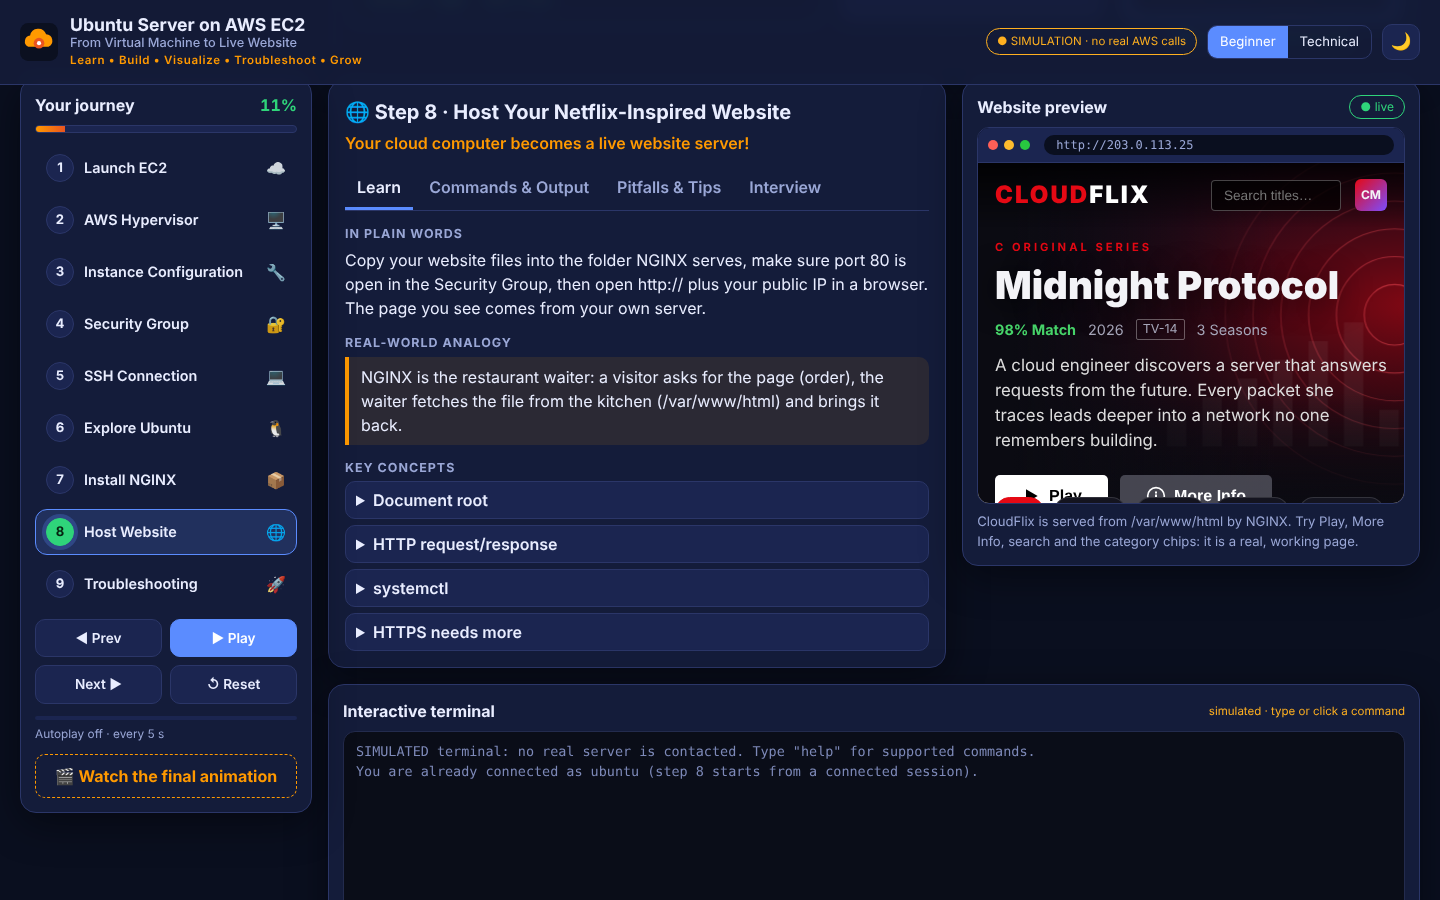 Ubuntu Server on AWS EC2
From Virtual Machine to Live Website
Learn • Build • Visualize • Troubleshoot • Grow
SIMULATION · no real AWS calls
Beginner
Technical
Your journey
11%
1
Launch EC2
2
AWS Hypervisor
3
Instance Configuration
4
Security Group
5
SSH Connection
6
Explore Ubuntu
7
Install NGINX
8
Host Website
9
Troubleshooting
◀ Prev
▶ Play
Next ▶
↺ Reset
Autoplay off · every 5 s
🎬 Watch the final animation
🌐 Step 8 · Host Your Netflix-Inspired Website
Your cloud computer becomes a live website server!
Learn
Commands & Output
Pitfalls & Tips
Interview
IN PLAIN WORDS
Copy your website files into the folder NGINX serves, make sure port 80 is
open in the Security Group, then open http:// plus your public IP in a browser.
The page you see comes from your own server.
REAL-WORLD ANALOGY
NGINX is the restaurant waiter: a visitor asks for the page (order), the
waiter fetches the file from the kitchen (/var/www/html) and brings it
back.
KEY CONCEPTS
▶ Document root
▶ HTTP request/response
▶ systemctl
▶ HTTPS needs more
Website preview
live
http://203.0.113.25
CLOUDFLIX
Search titles...
CM
C ORIGINAL SERIES
Midnight Protocol
98% Match 2026 TV-14 3 Seasons
A cloud engineer discovers a server that answers
requests from the future. Every packet she
traces leads deeper into a network no one
remembers building.
Play
More Info
CloudFlix is served from /var/www/html by NGINX. Try Play, More
Info, search and the category chips: it is a real, working page.
Interactive terminal
simulated · type or click a command
SIMULATED terminal: no real server is contacted. Type "help" for supported commands.
You are already connected as ubuntu (step 8 starts from a connected session).